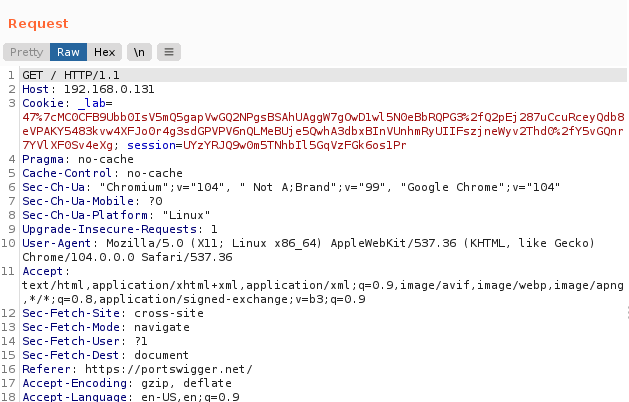 Request
Pretty Raw Hex \n
1 GET / HTTP/1.1
2 Host: 192.168.0.131
3 Cookie: _lab=
47%7cMC0CFB9Ubb0IsV5mQ5gapVwGQ2NPgsBSAhUAggW7gOwD1wl5N0eBbRQPG3%2fQ2pEj287uCcuRceyQdb8
eVPAKY5483kvw4XFJo0r4g3sdGPVPV6nQLMeBUje5QwhA3dbxBInVUnhmRyUIIFszjneWyv2Thd0%2fY5vGQnr
7YVlXF0Sv4eXg; session=UYzYRJQ9w0m5TNhbIl5GqVzFGk6os1Pr
4 Pragma: no-cache
5 Cache-Control: no-cache
6 Sec-Ch-Ua: "Chromium";v="104", " Not A;Brand";v="99", "Google Chrome";v="104"
7 Sec-Ch-Ua-Mobile: ?0
8 Sec-Ch-Ua-Platform: "Linux"
9 Upgrade-Insecure-Requests: 1
10 User-Agent: Mozilla/5.0 (X11; Linux x86_64) AppleWebKit/537.36 (KHTML, like Gecko)
Chrome/104.0.0.0 Safari/537.36
11 Accept:
text/html,application/xhtml+xml,application/xml;q=0.9,image/avif,image/webp,image/apng
,*/*;q=0.8,application/signed-exchange;v=b3;q=0.9
12 Sec-Fetch-Site: cross-site
13 Sec-Fetch-Mode: navigate
14 Sec-Fetch-User: ?1
15 Sec-Fetch-Dest: document
16 Referer: https://portswigger.net/
17 Accept-Encoding: gzip, deflate
18 Accept-Language: en-US,en;q=0.9